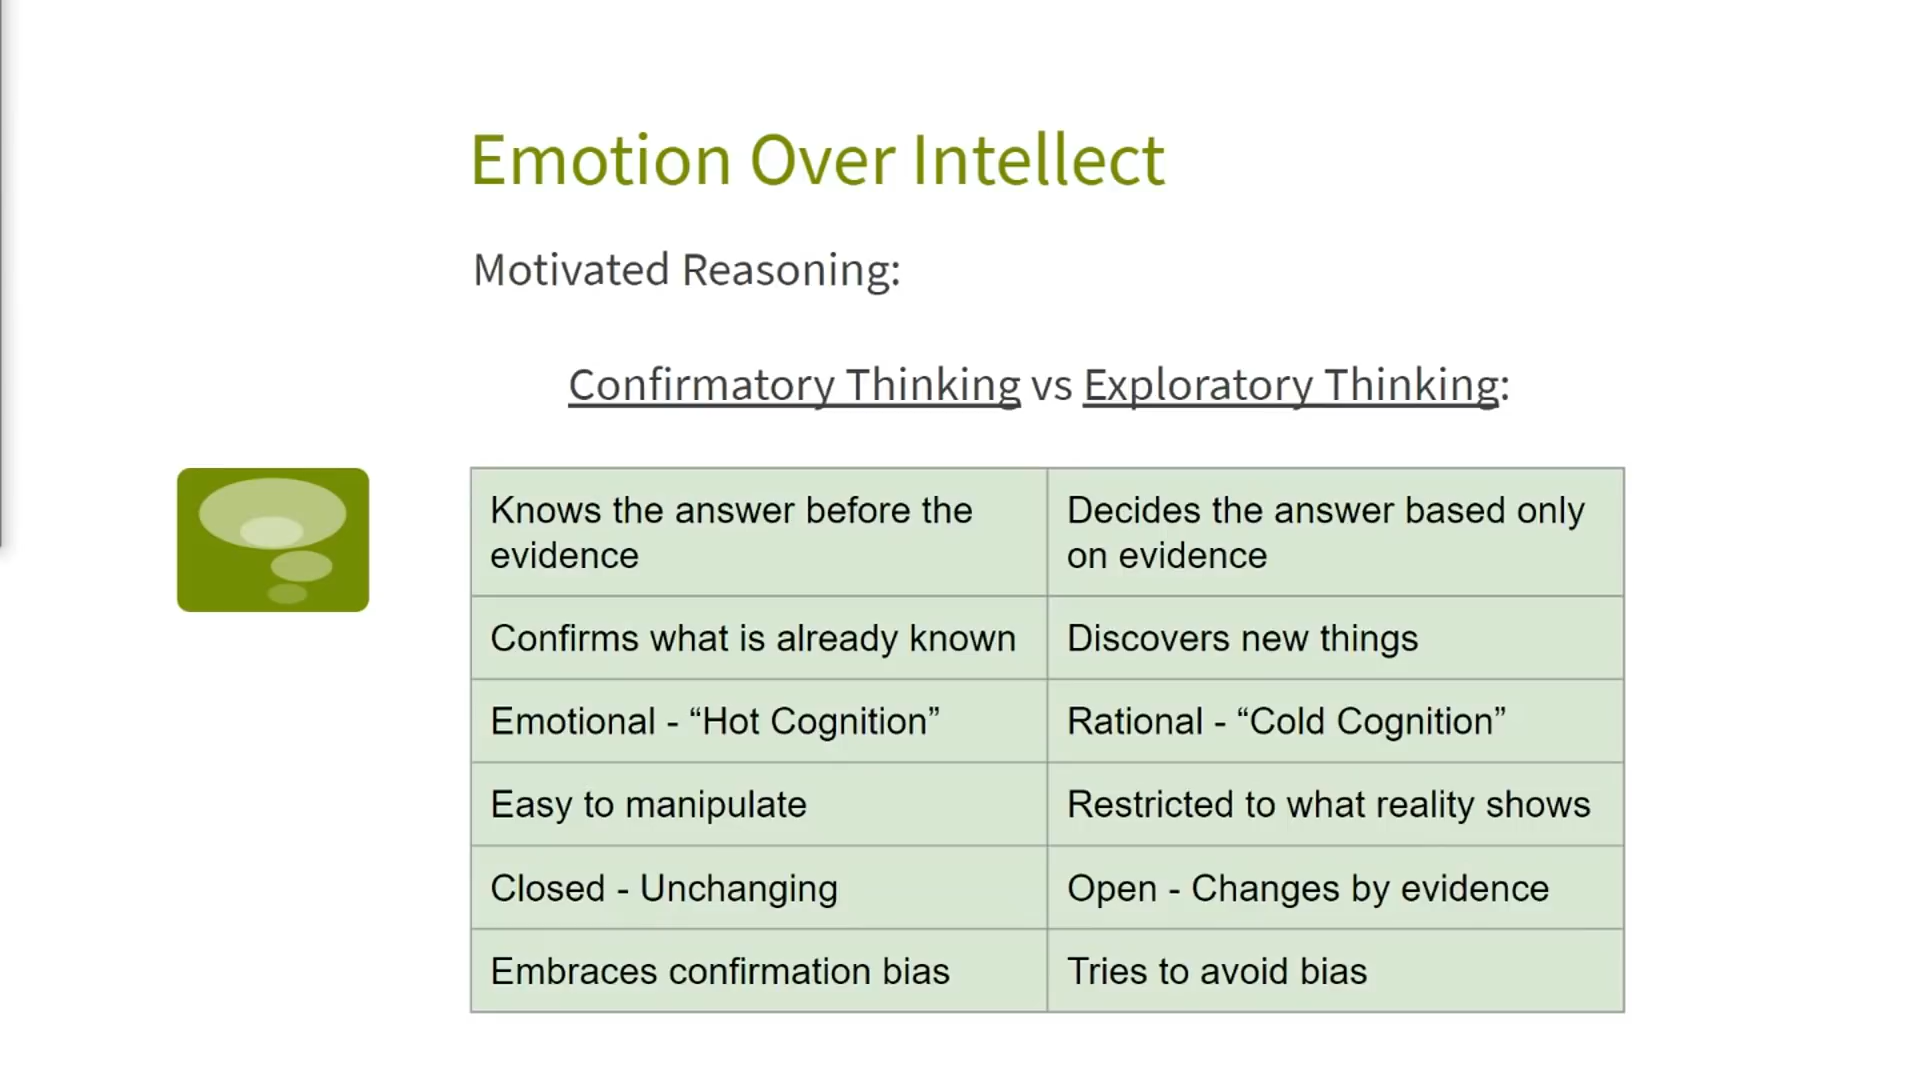 Emotion Over Intellect
Motivated Reasoning:
Confirmatory Thinking vs Exploratory Thinking:
Knows the answer before the
evidence
Decides the answer based only
on evidence
Confirms what is already known
Discovers new things
Emotional - “Hot Cognition”
Rational - “Cold Cognition”
Easy to manipulate
Restricted to what reality shows
Closed - Unchanging
Open - Changes by evidence
Embraces confirmation bias
Tries to avoid bias